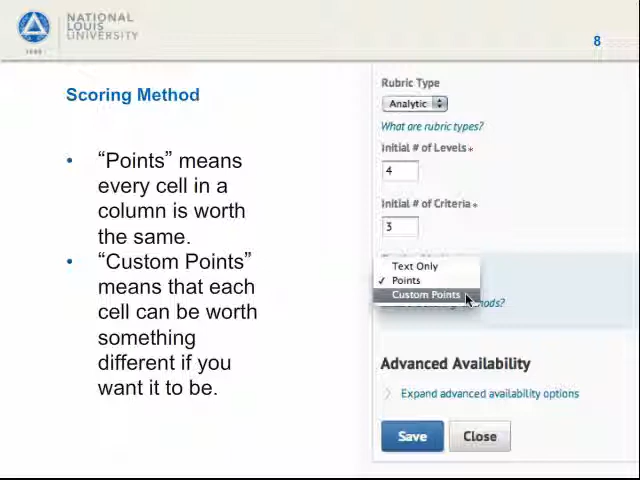 NATIONAL
LOUIS
UNIVERSITY
1886
8
Scoring Method
• “Points” means
every cell in a
column is worth
the same.
• “Custom Points”
means that each
cell can be worth
something
different if you
want it to be.
Rubric Type
Analytic
What are rubric types?
Initial # of Levels*
4
Initial # of Criteria*
3
Text Only
✓ Points
Custom Points
Advanced Availability
Expand advanced availability options
Save
Close